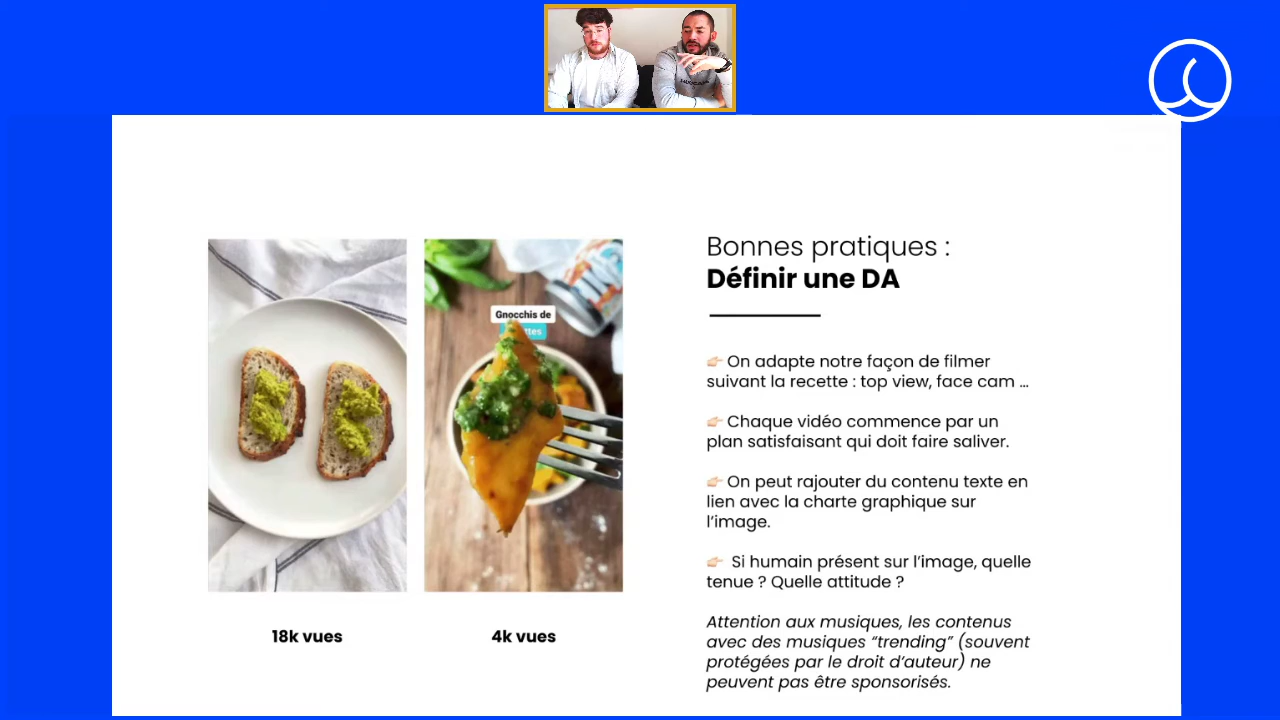 Gnocchis de
ttes
Bonnes pratiques :
Définir une DA
👉🏻 On adapte notre façon de filmer
suivant la recette : top view, face cam ...
👉🏻 Chaque vidéo commence par un
plan satisfaisant qui doit faire saliver.
👉🏻 On peut rajouter du contenu texte en
lien avec la charte graphique sur
l'image.
👉🏻 Si humain présent sur l'image, quelle
tenue ? Quelle attitude ?
Attention aux musiques, les contenus
avec des musiques “trending” (souvent
protégées par le droit d'auteur) ne
peuvent pas être sponsorisés.
18k vues
4k vues